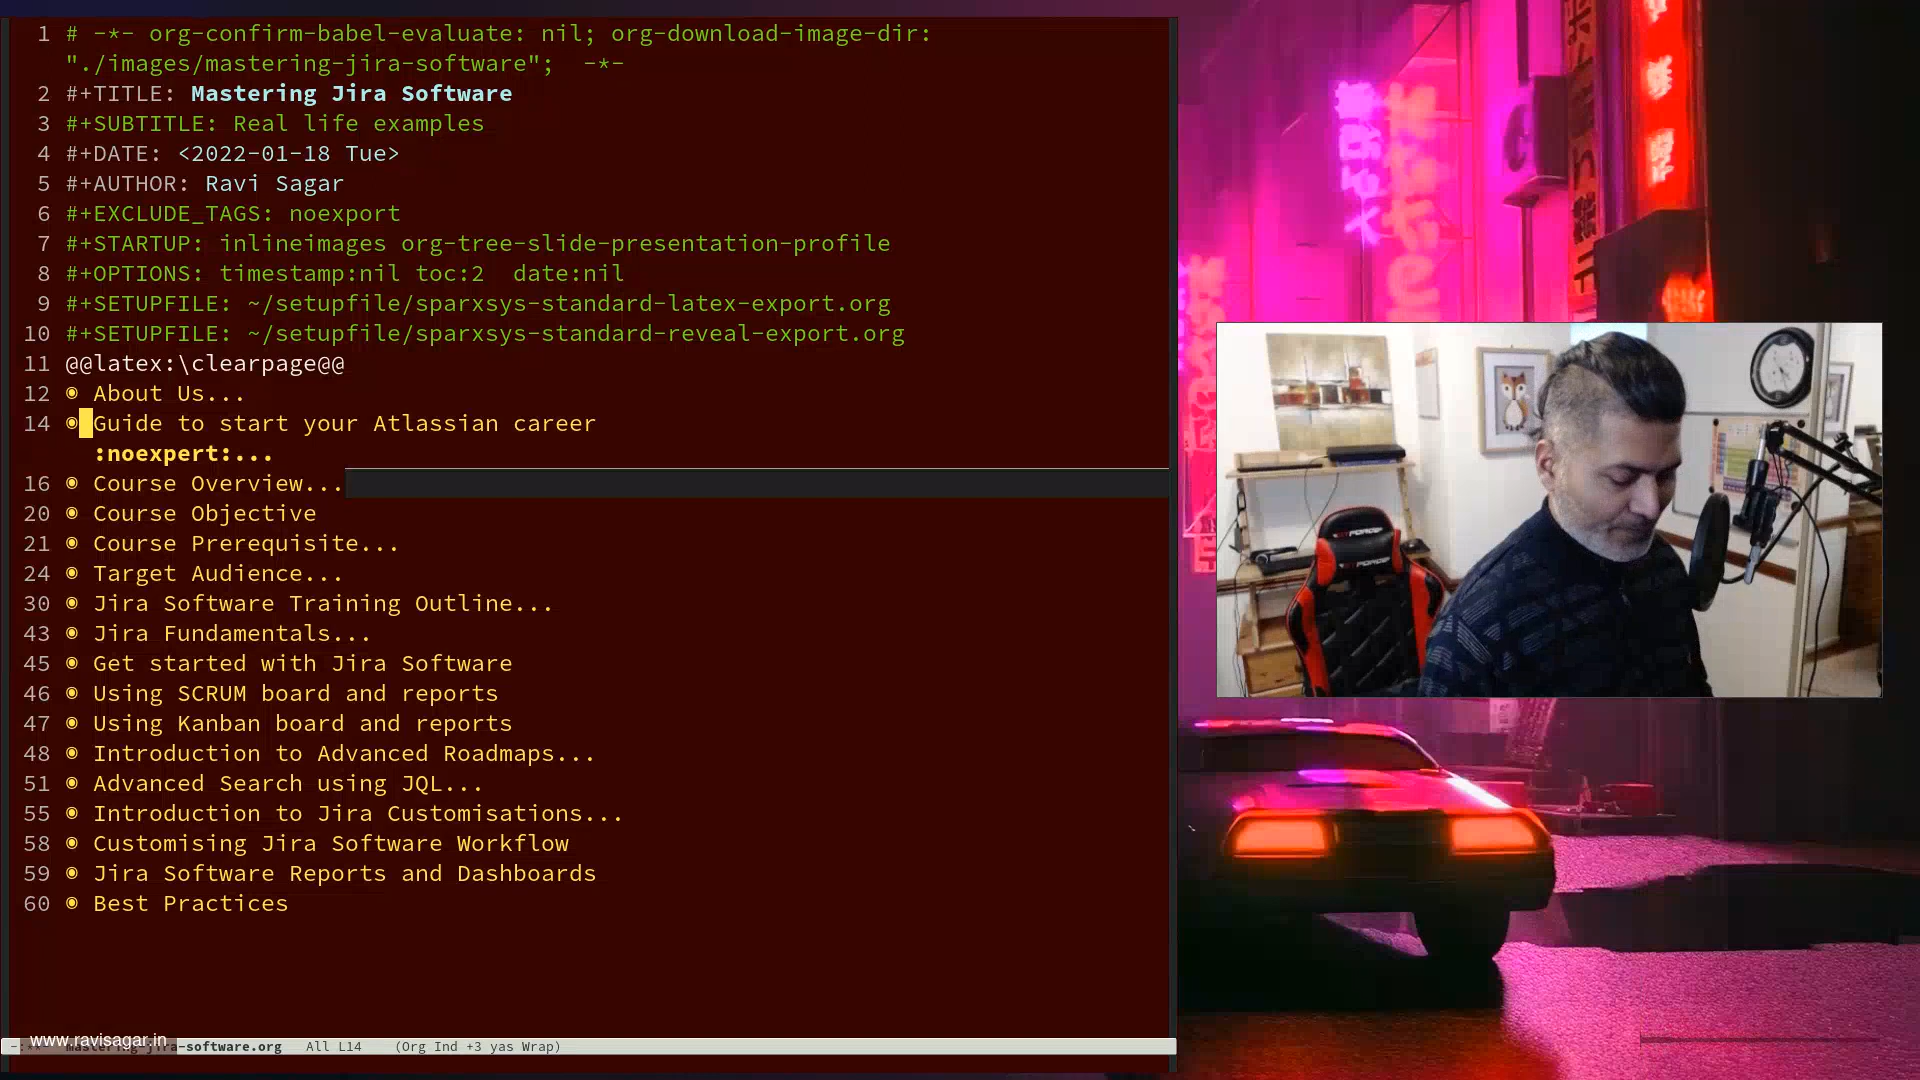 1 # -*- org-confirm-babel-evaluate: nil; org-download-image-dir:
"./images/mastering-jira-software";  -*-
2 #+TITLE: Mastering Jira Software
3 #+SUBTITLE: Real life examples
4 #+DATE: <2022-01-18 Tue>
5 #+AUTHOR: Ravi Sagar
6 #+EXCLUDE_TAGS: noexport
7 #+STARTUP: inlineimages org-tree-slide-presentation-profile
8 #+OPTIONS: timestamp:nil toc:2  date:nil
9 #+SETUPFILE: ~/setupfile/sparxsys-standard-latex-export.org
10 #+SETUPFILE: ~/setupfile/sparxsys-standard-reveal-export.org
11 @@latex:\clearpage@@
12 ◉ About Us...
14 ◉ Guide to start your Atlassian career
:noexpert:...
16 ◉ Course Overview...
20 ◉ Course Objective
21 ◉ Course Prerequisite...
24 ◉ Target Audience...
30 ◉ Jira Software Training Outline...
43 ◉ Jira Fundamentals...
45 ◉ Get started with Jira Software
46 ◉ Using SCRUM board and reports
47 ◉ Using Kanban board and reports
48 ◉ Introduction to Advanced Roadmaps...
51 ◉ Advanced Search using JQL...
55 ◉ Introduction to Jira Customisations...
58 ◉ Customising Jira Software Workflow
59 ◉ Jira Software Reports and Dashboards
60 ◉ Best Practices
www.ravisagar.in
mastering-jira-software.org   All L14    (Org Ind +3 yas Wrap)